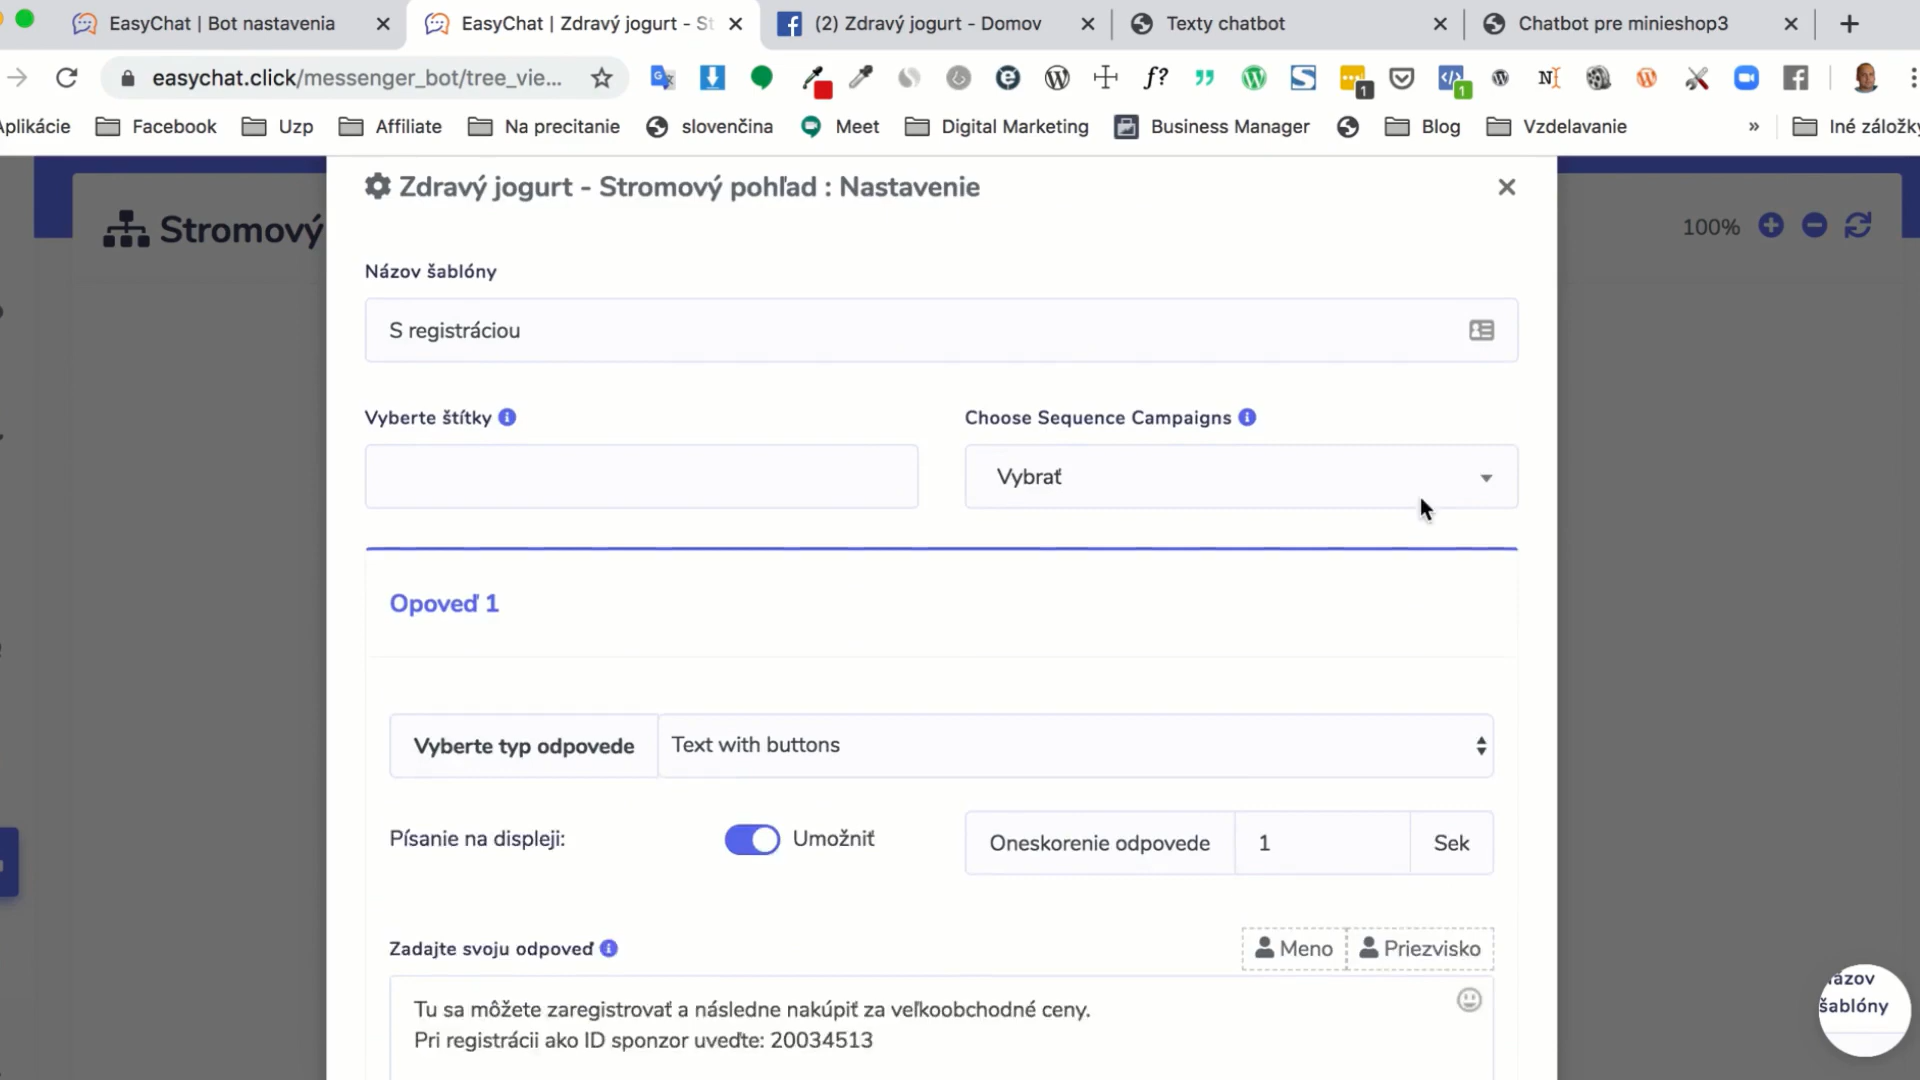 EasyChat | Bot nastavenia
EasyChat | Zdravý jogurt - St
(2) Zdravý jogurt - Domov
Texty chatbot
Chatbot pre minieshop3
easychat.click/messenger_bot/tree_vie...
f?
1
1
plikácie
Facebook
Uzp
Affiliate
Na precitanie
slovenčina
Meet
Digital Marketing
Business Manager
Blog
Vzdelavanie
»
Iné záložky
Stromový
100%
Zdravý jogurt - Stromový pohľad : Nastavenie
Názov šablóny
S registráciou
Vyberte štítky
Choose Sequence Campaigns
Vybrať
Opoveď 1
Vyberte typ odpovede
Text with buttons
Písanie na displeji:
Umožniť
Oneskorenie odpovede
1
Sek
Zadajte svoju odpoveď
Meno
Priezvisko
Tu sa môžete zaregistrovať a následne nakúpiť za veľkoobchodné ceny.
Pri registrácii ako ID sponzor uveďte: 20034513
ázov
šablóny